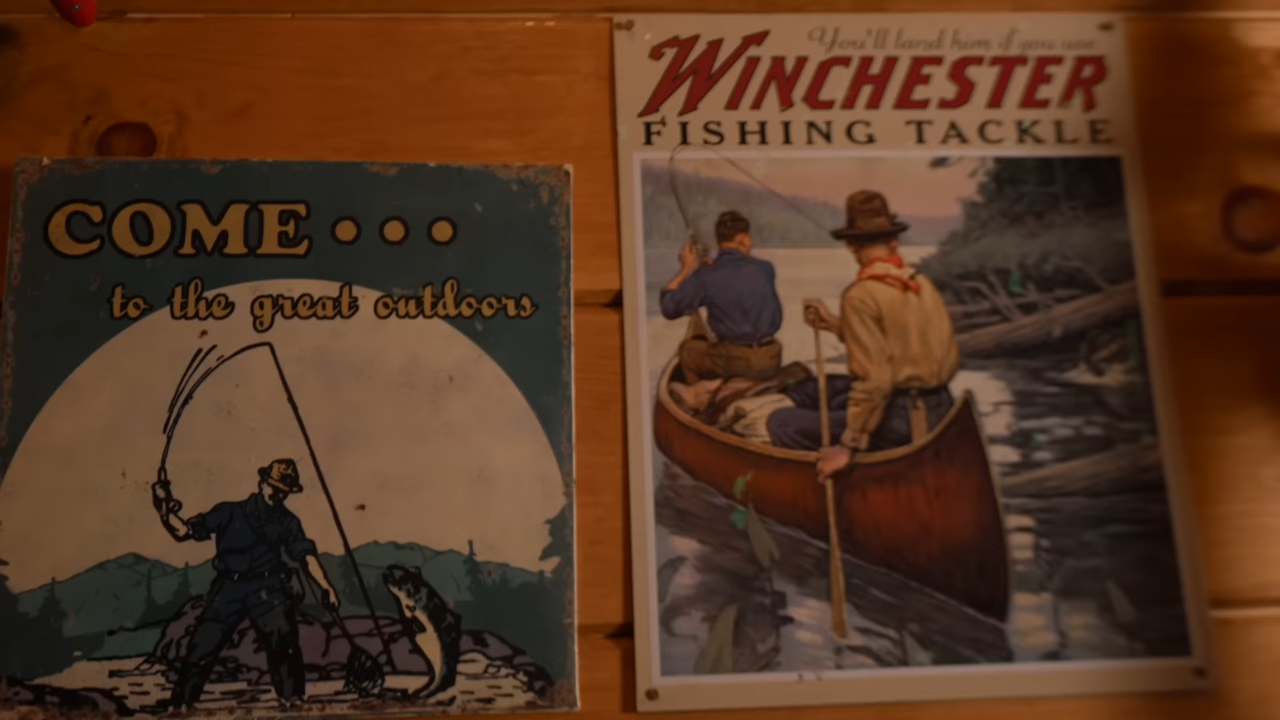 COME...
to the great outdoors
You'll land him if you use
WINCHESTER
FISHING TACKLE